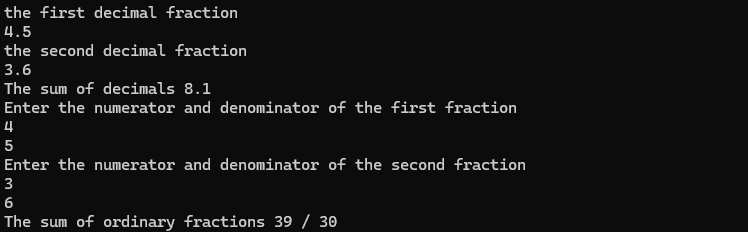 the first decimal fraction
4.5
the second decimal fraction
3.6
The sum of decimals 8.1
Enter the numerator and denominator of the first fraction
4
5
Enter the numerator and denominator of the second fraction
3
6
The sum of ordinary fractions 39 / 30